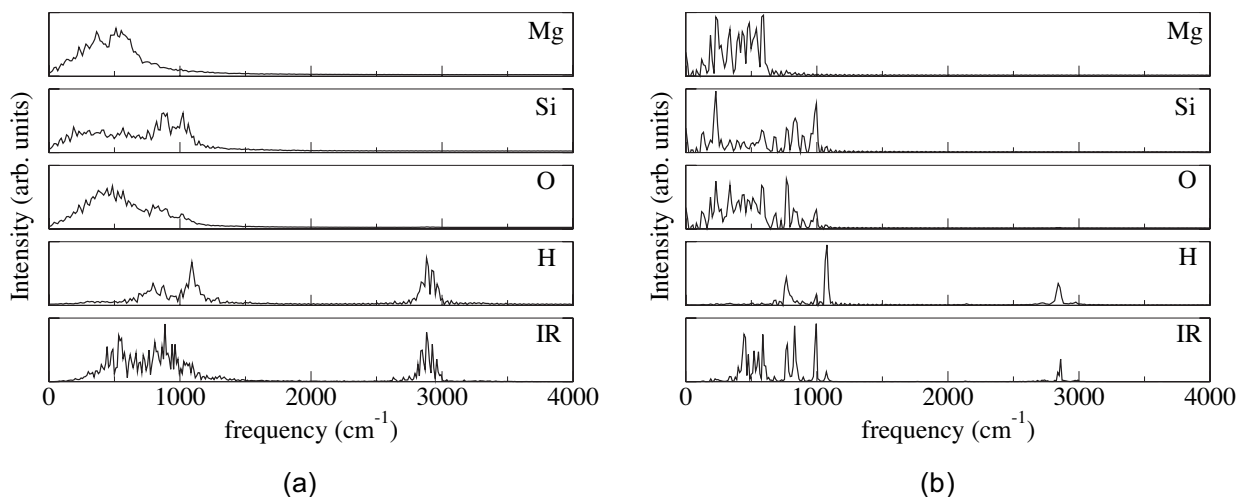 Intensity (arb. units)
Mg
Si
O
H
IR
0 1000 2000 3000 4000
frequency (cm-1)
(a)
Intensity (arb. units)
Mg
Si
O
H
IR
0 1000 2000 3000 4000
frequency (cm-1)
(b)